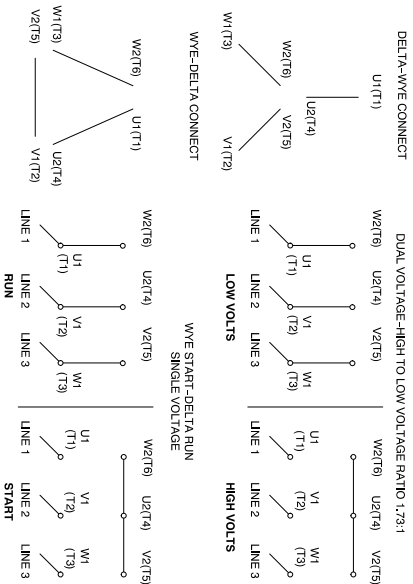 DELTA-WYE CONNECT
U1(T1)
U2(T4)
W2(T6) V2(T5)
W1(T3) V1(T2)
DUAL VOLTAGE-HIGH TO LOW VOLTAGE RATIO 1.73:1
W2(T6) U2(T4) V2(T5)
U1 V1 W1
(T1) (T2) (T3)
LINE 1 LINE 2 LINE 3
LOW VOLTS
W2(T6) U2(T4) V2(T5)
U1 V1 W1
(T1) (T2) (T3)
LINE 1 LINE 2 LINE 3
HIGH VOLTS
WYE-DELTA CONNECT
W2(T6) U1(T1)
W1(T3) U2(T4)
V2(T5) V1(T2)
WYE START-DELTA RUN
SINGLE VOLTAGE
W2(T6) U2(T4) V2(T5)
U1 V1 W1
(T1) (T2) (T3)
LINE 1 LINE 2 LINE 3
RUN
W2(T6) U2(T4) V2(T5)
U1 V1 W1
(T1) (T2) (T3)
LINE 1 LINE 2 LINE 3
START